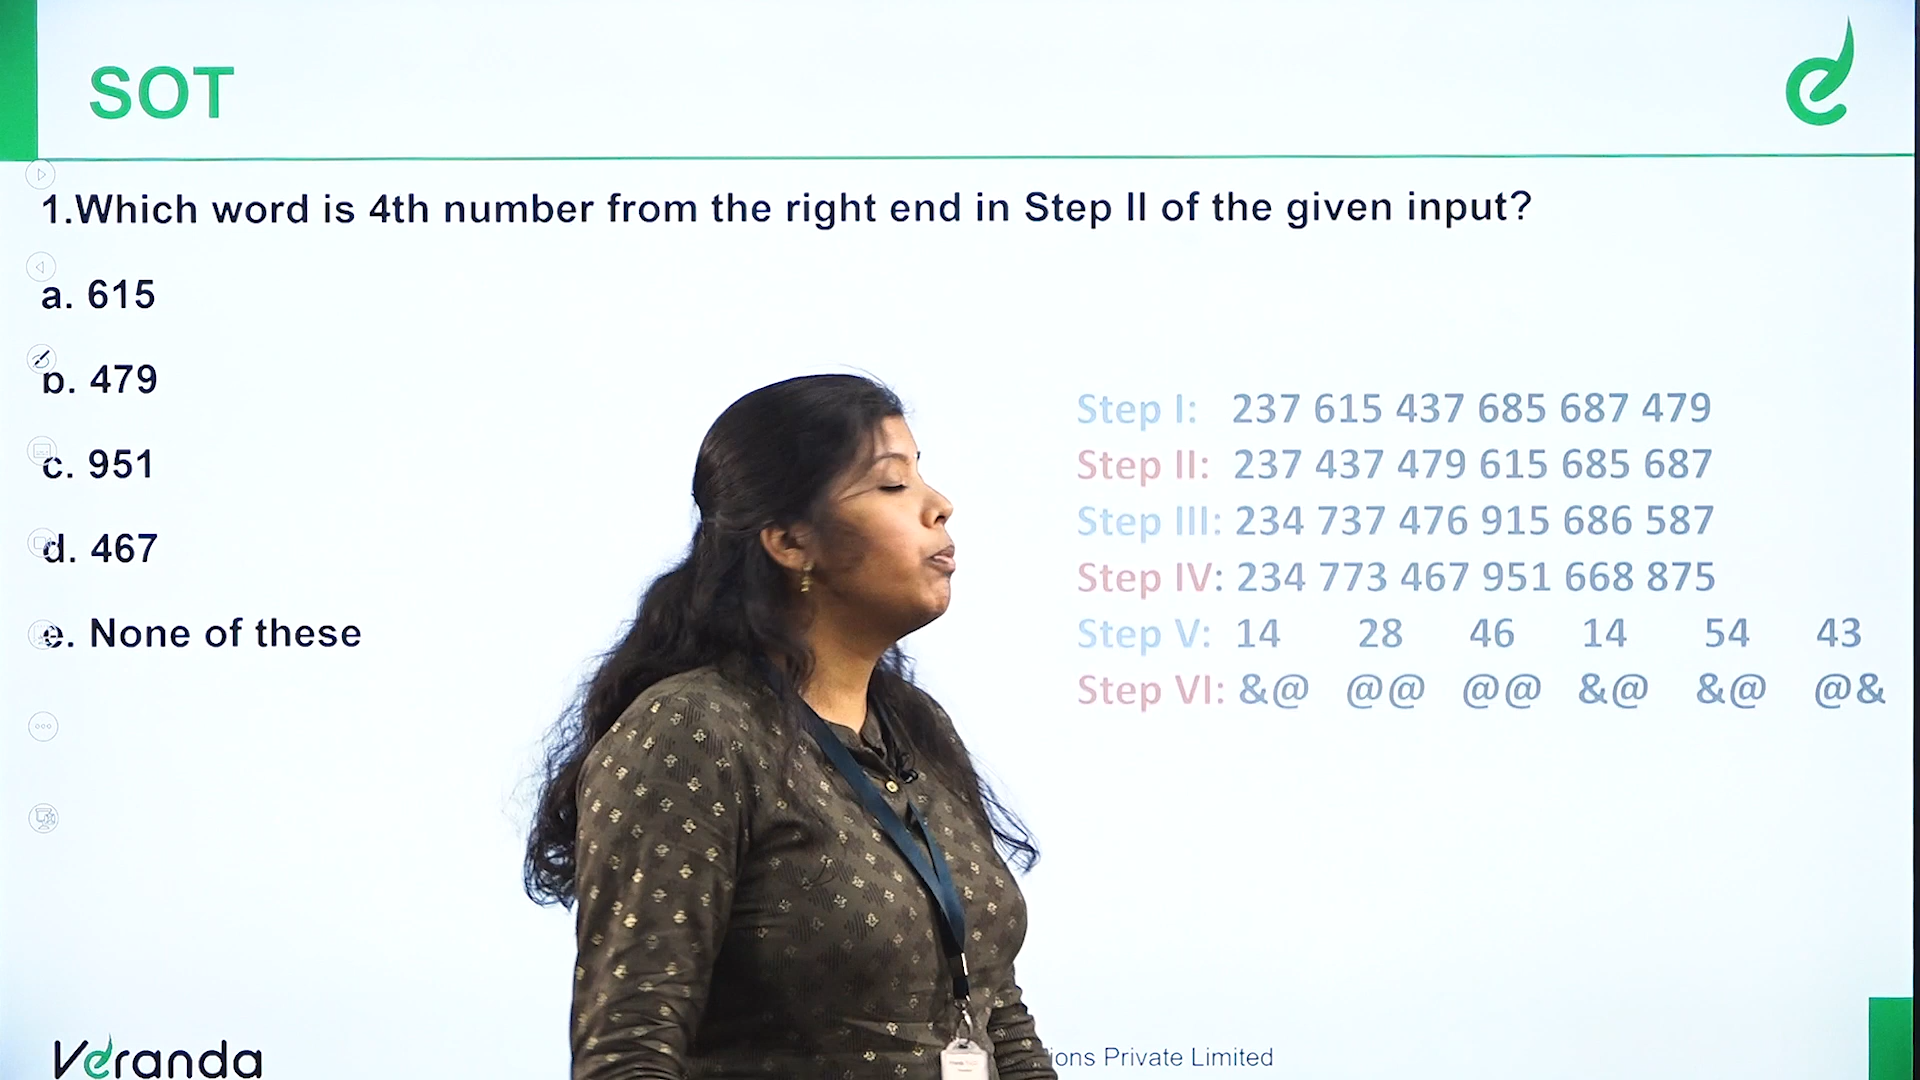 SOT
1.Which word is 4th number from the right end in Step II of the given input?
a. 615
b. 479
c. 951
d. 467
e. None of these
Step I: 237 615 437 685 687 479
Step II: 237 437 479 615 685 687
Step III: 234 737 476 915 686 587
Step IV: 234 773 467 951 668 875
Step V: 14 28 46 14 54 43
Step VI: &@ @@ @@ &@ &@ @&
Veranda
Private Limited